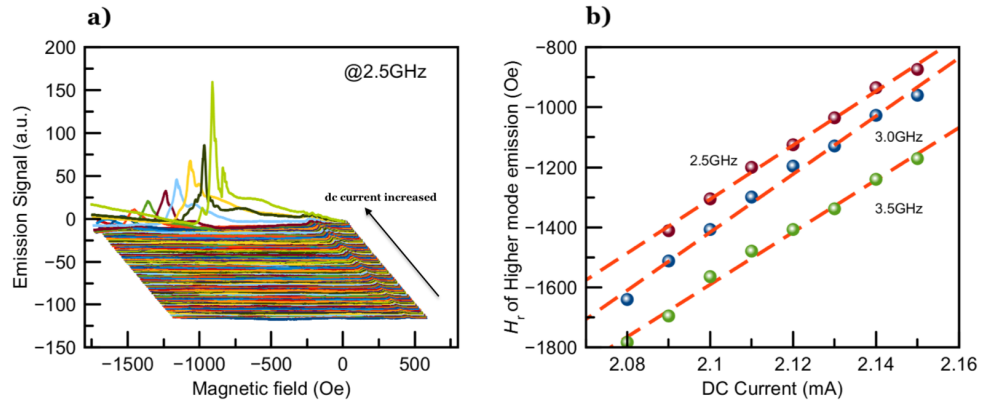 a)
@2.5GHz
dc current increased
Emission Signal (a.u.)
200
150
100
50
0
−50
−100
−150
−1500
−1000
−500
0
500
Magnetic field (Oe)
b)
2.5GHz
3.0GHz
3.5GHz
Hr of Higher mode emission (Oe)
−800
−1000
−1200
−1400
−1600
−1800
2.08
2.1
2.12
2.14
2.16
DC Current (mA)